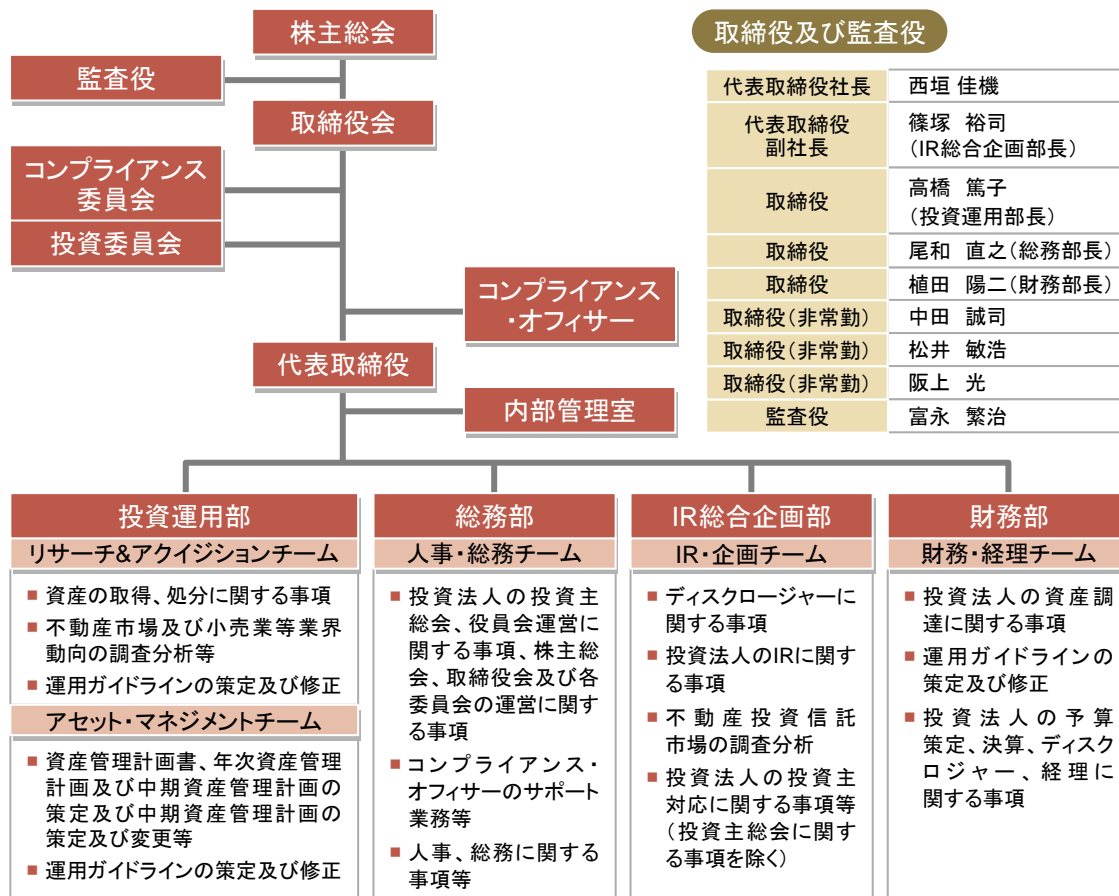 株主総会
監査役
取締役会
コンプライアンス
委員会
投資委員会
コンプライアンス
・オフィサー
代表取締役
内部管理室
取締役及び監査役
代表取締役社長 西垣 佳機
代表取締役
副社長
篠塚 裕司
(IR総合企画部長)
取締役
高橋 篤子
(投資運用部長)
取締役 尾和 直之(総務部長)
取締役 植田 陽二(財務部長)
取締役(非常勤) 中田 誠司
取締役(非常勤) 松井 敏浩
取締役(非常勤) 阪上 光
監査役 富永 繁治
投資運用部
リサーチ&アクイジションチーム
■ 資産の取得、処分に関する事項
■ 不動産市場及び小売業等業界
動向の調査分析等
■ 運用ガイドラインの策定及び修正
アセット・マネジメントチーム
■ 資産管理計画書、年次資産管理
計画及び中期資産管理計画の
策定及び中期資産管理計画の
策定及び変更等
■ 運用ガイドラインの策定及び修正
総務部
人事・総務チーム
■ 投資法人の投資主
総会、役員会運営に
関する事項、株主総
会、取締役会及び各
委員会の運営に関す
る事項
■ コンプライアンス・
オフィサーのサポート
業務等
■ 人事、総務に関する
事項等
IR総合企画部
IR・企画チーム
■ ディスクロージャーに
関する事項
■ 投資法人のIRに関す
る事項
■ 不動産投資信託
市場の調査分析
■ 投資法人の投資主
対応に関する事項等
(投資主総会に関す
る事項を除く)
財務部
財務・経理チーム
■ 投資法人の資産調
達に関する事項
■ 運用ガイドラインの
策定及び修正
■ 投資法人の予算
策定、決算、ディスク
ロジャー、経理に
関する事項